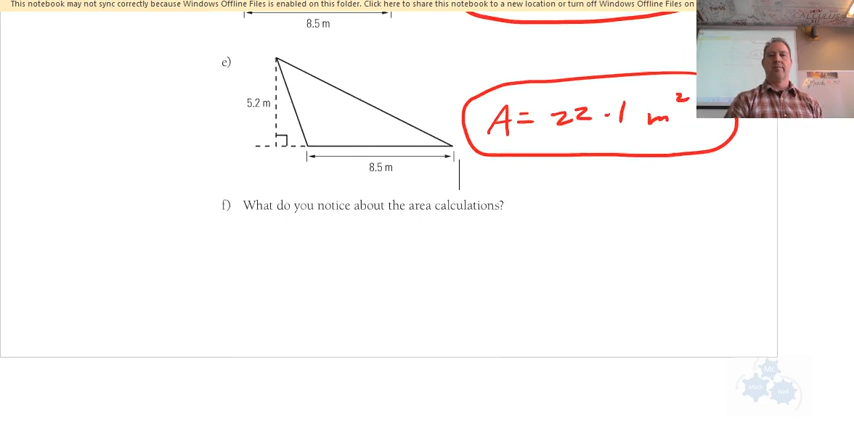 This notebook may not sync correctly because Windows Offline Files is enabled on this folder. Click here to share this notebook to a new location or turn off Windows Offline Files on
8.5 m
e)
5.2 m
A = 22.1 m²
8.5 m
f) What do you notice about the area calculations?